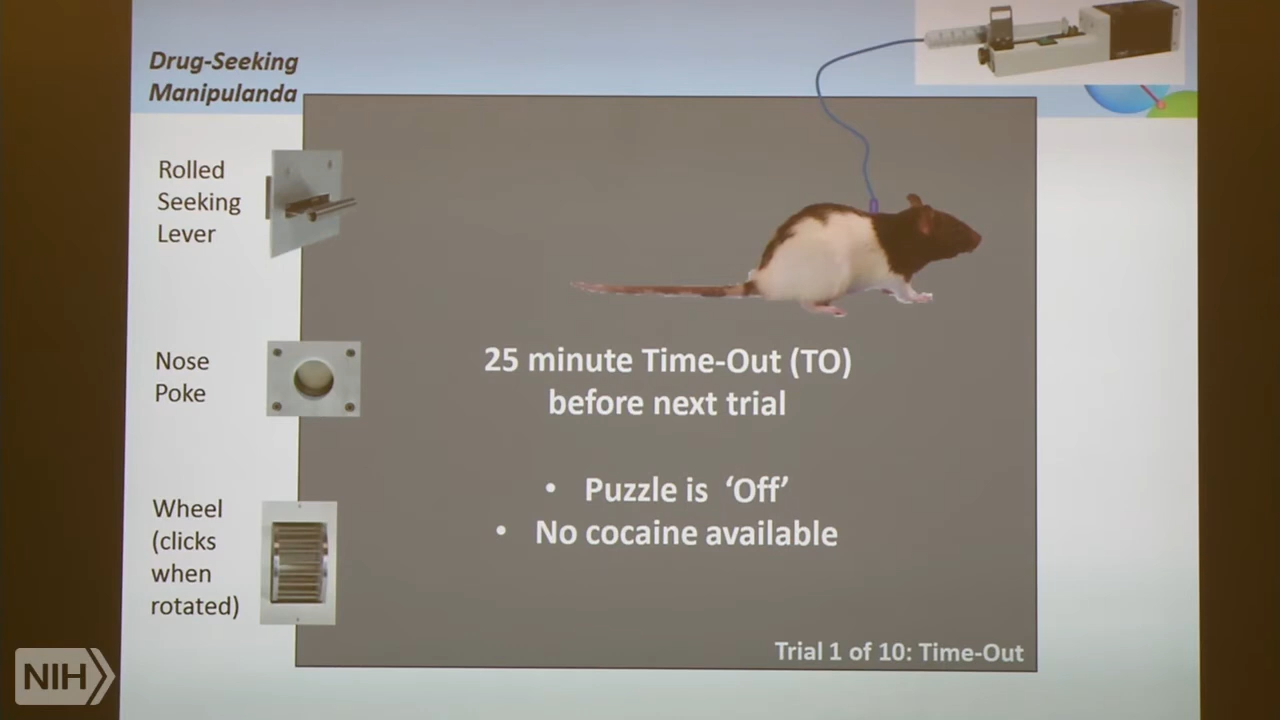 Drug-Seeking
Manipulanda
Rolled
Seeking
Lever
Nose
Poke
Wheel
(clicks
when
rotated)
25 minute Time-Out (TO)
before next trial
• Puzzle is ‘Off’
• No cocaine available
Trial 1 of 10: Time-Out
NIH